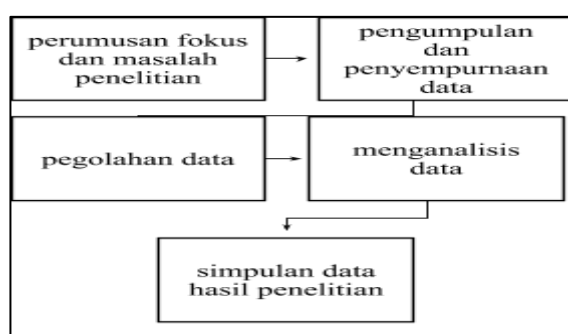 perumusan fokus
dan masalah
penelitian
pengumpulan
dan
penyempurnaan
data
pegolahan data
menganalisis
data
simpulan data
hasil penelitian